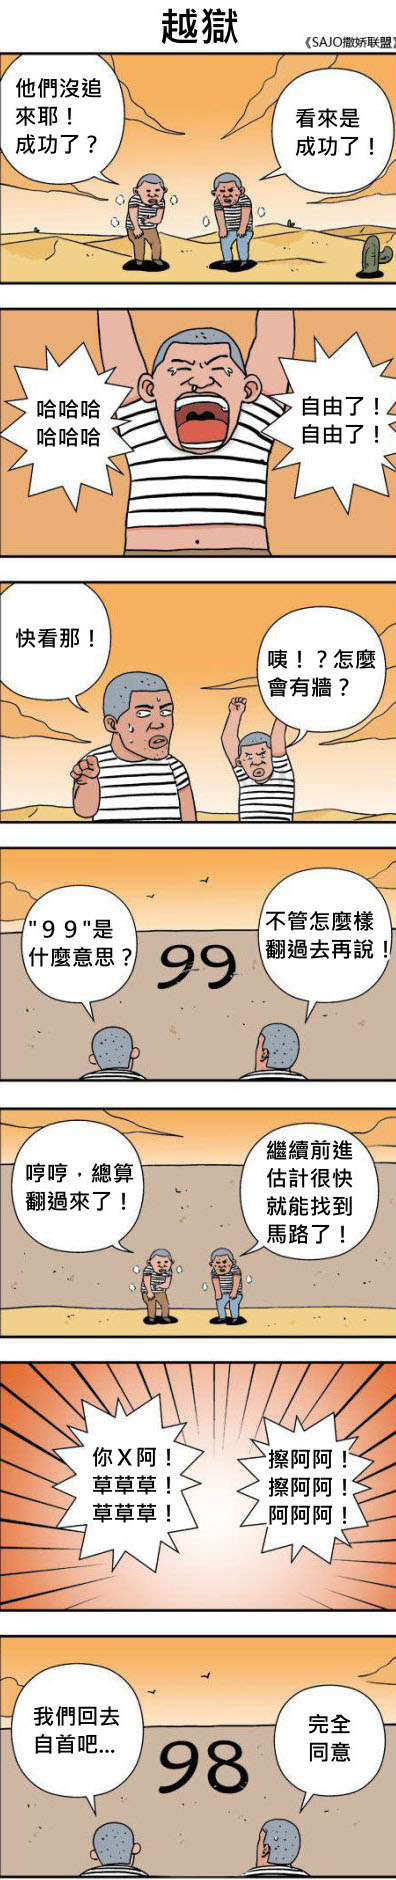 越獄
《SAJO撒娇联盟》
他們沒追
來耶！
成功了？
看來是
成功了！
哈哈哈
哈哈哈
自由了！
自由了！
快看那！
咦！？怎麼
會有牆？
"９９"是
什麼意思？
不管怎麼樣
翻過去再說！
99
哼哼，總算
翻過來了！
繼續前進
估計很快
就能找到
馬路了！
你Ｘ阿！
草草草！
草草草！
擦阿阿！
擦阿阿！
阿阿阿！
我們回去
自首吧...
完全
同意
98